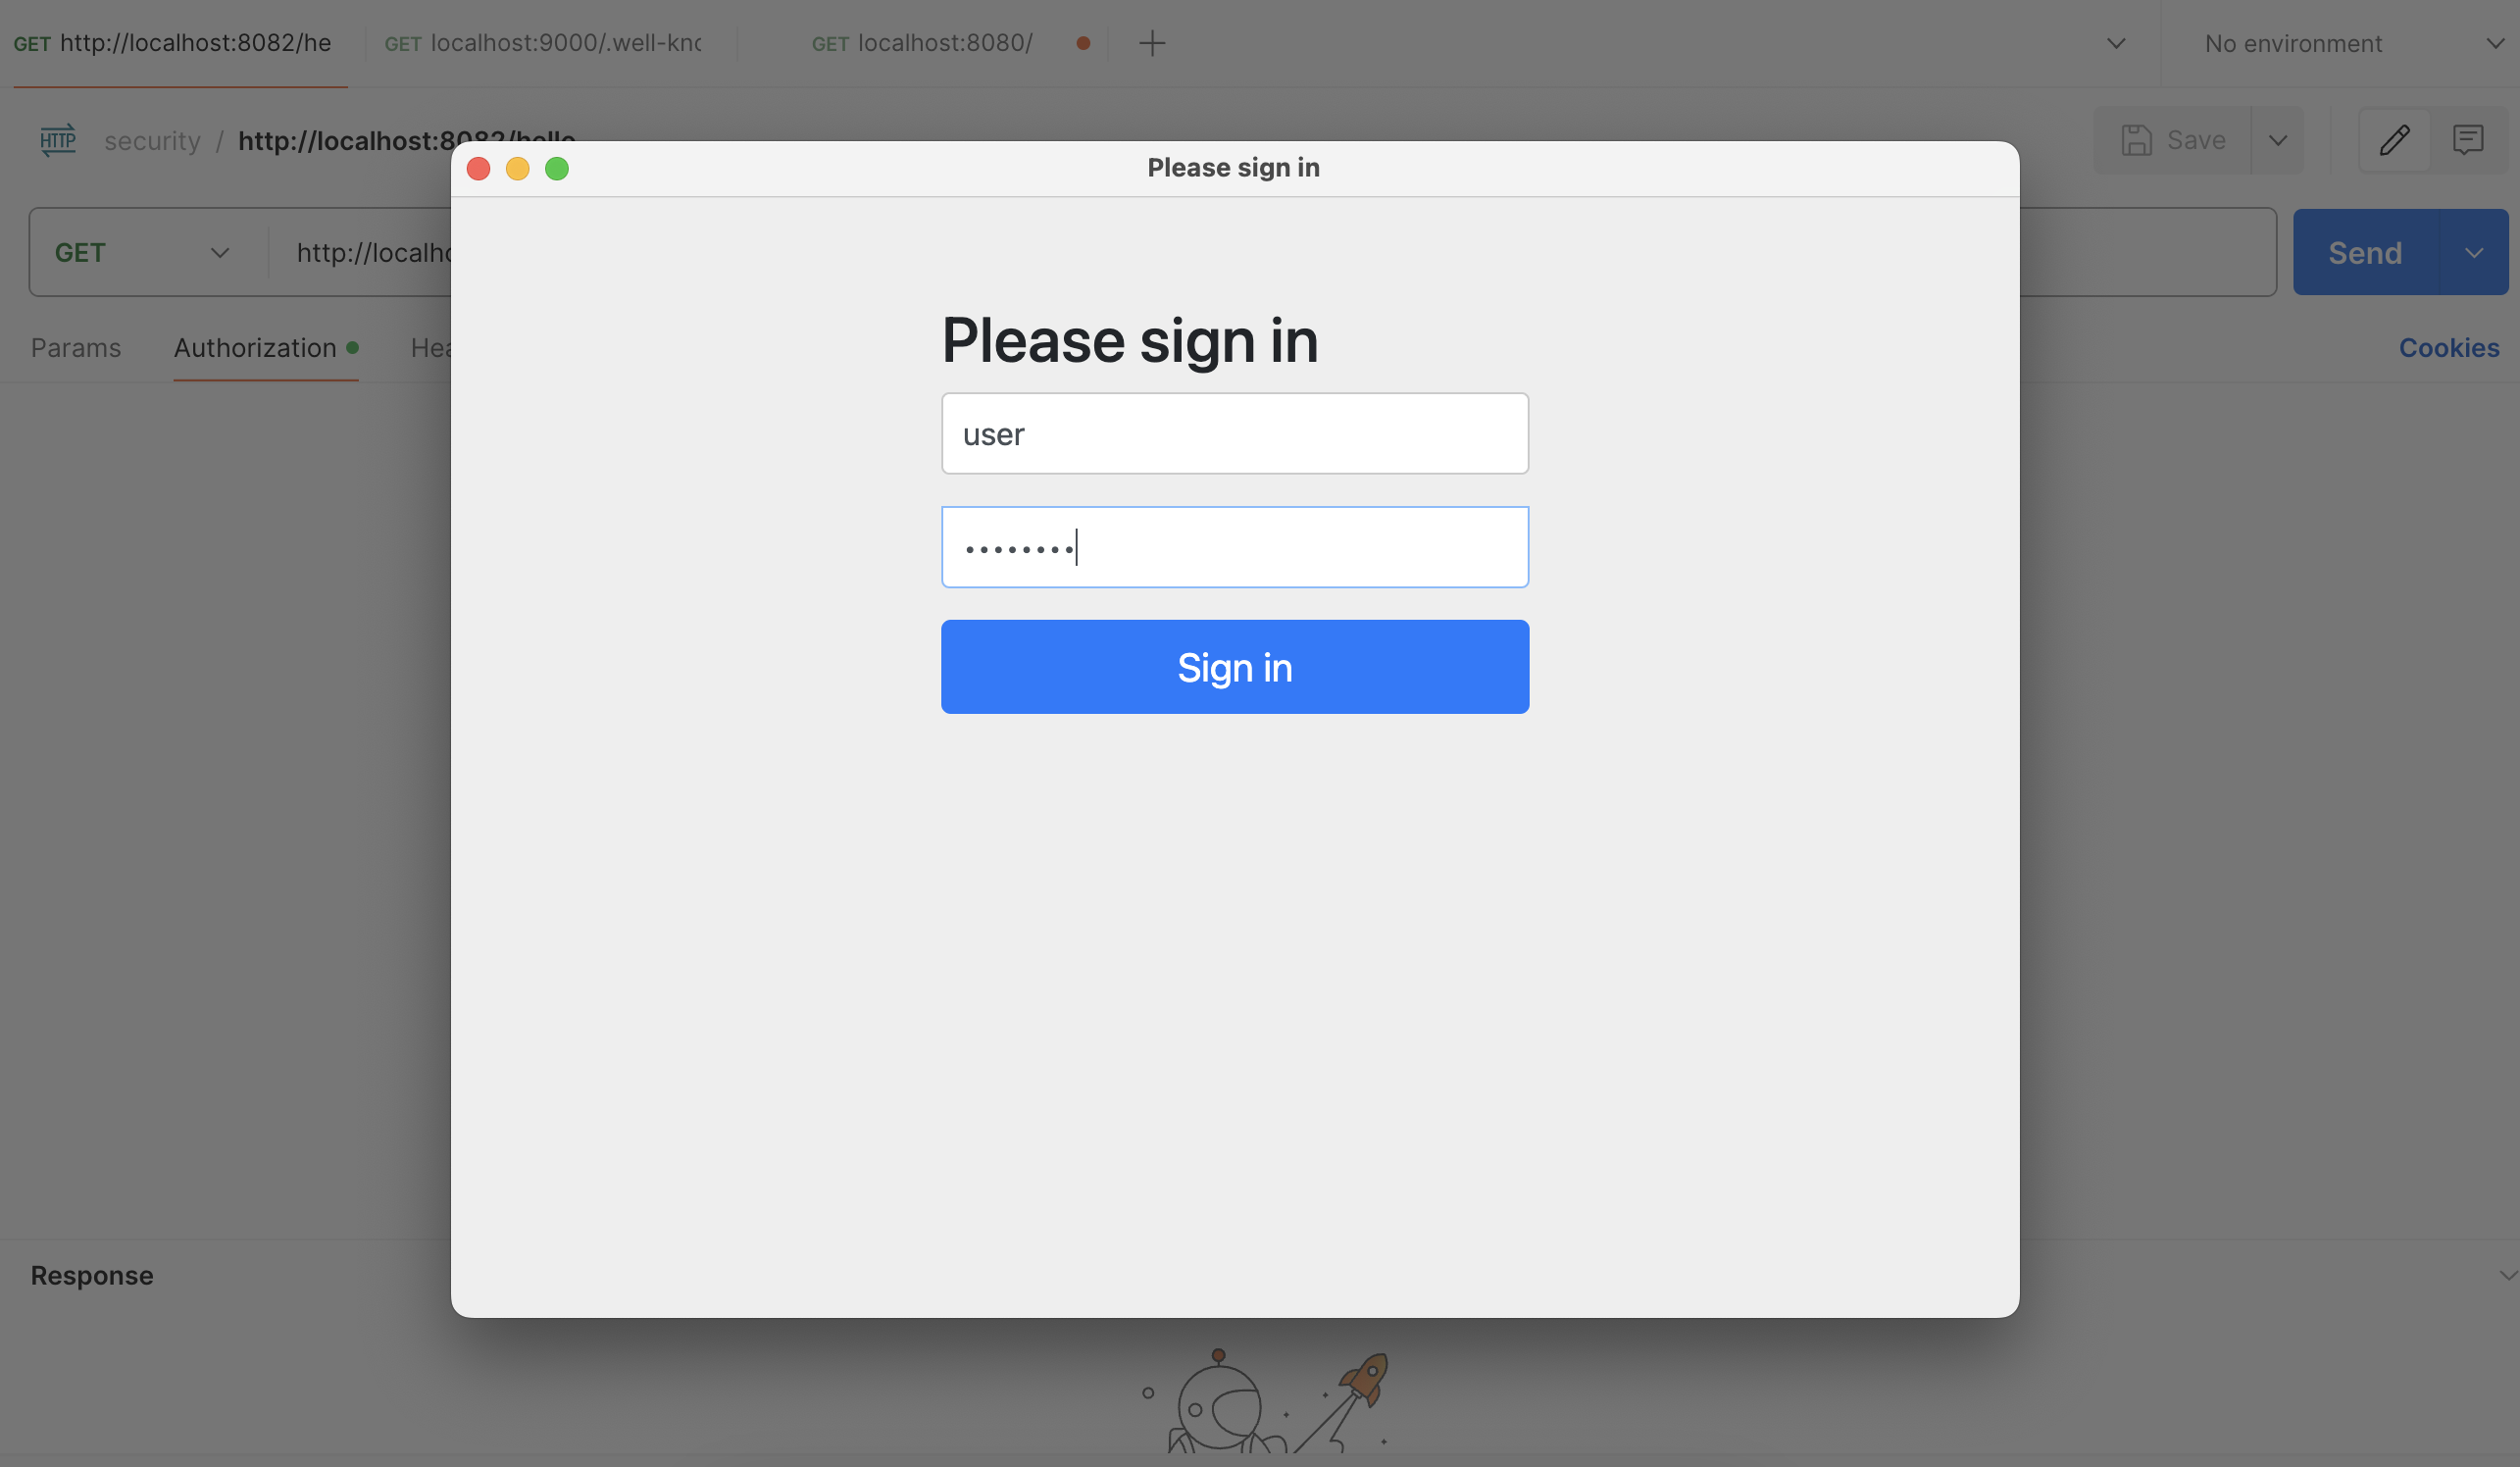 GET http://localhost:8082/he GET localhost:9000/.well-kno GET localhost:8080/ No environment
HTTP security / http://localhost:8082/hello Save
Please sign in
GET http://localho Send
Params Authorization Hea Cookies
Please sign in
user
••••••••
Sign in
Response